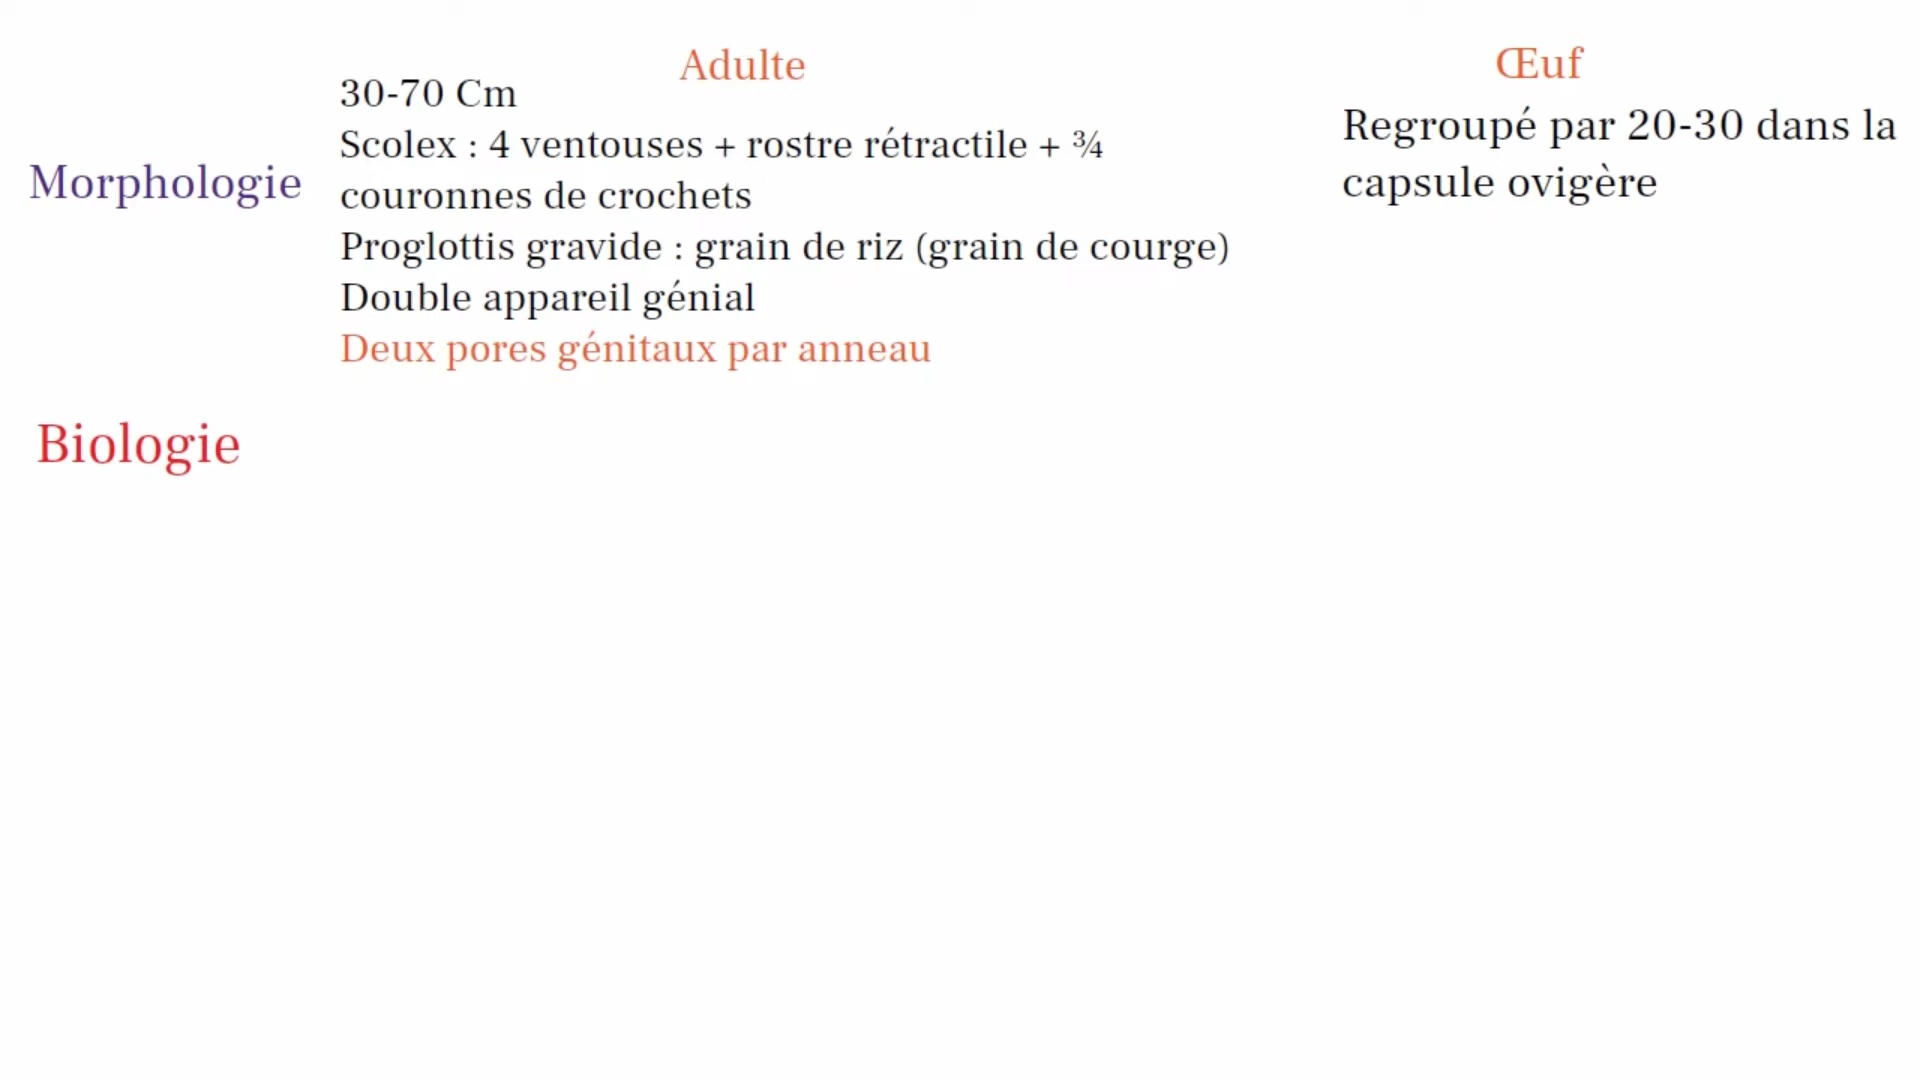 Adulte
Œuf
Morphologie
30-70 Cm
Scolex : 4 ventouses + rostre rétractile + ¾
couronnes de crochets
Proglottis gravide : grain de riz (grain de courge)
Double appareil génial
Deux pores génitaux par anneau
Regroupé par 20-30 dans la
capsule ovigère
Biologie